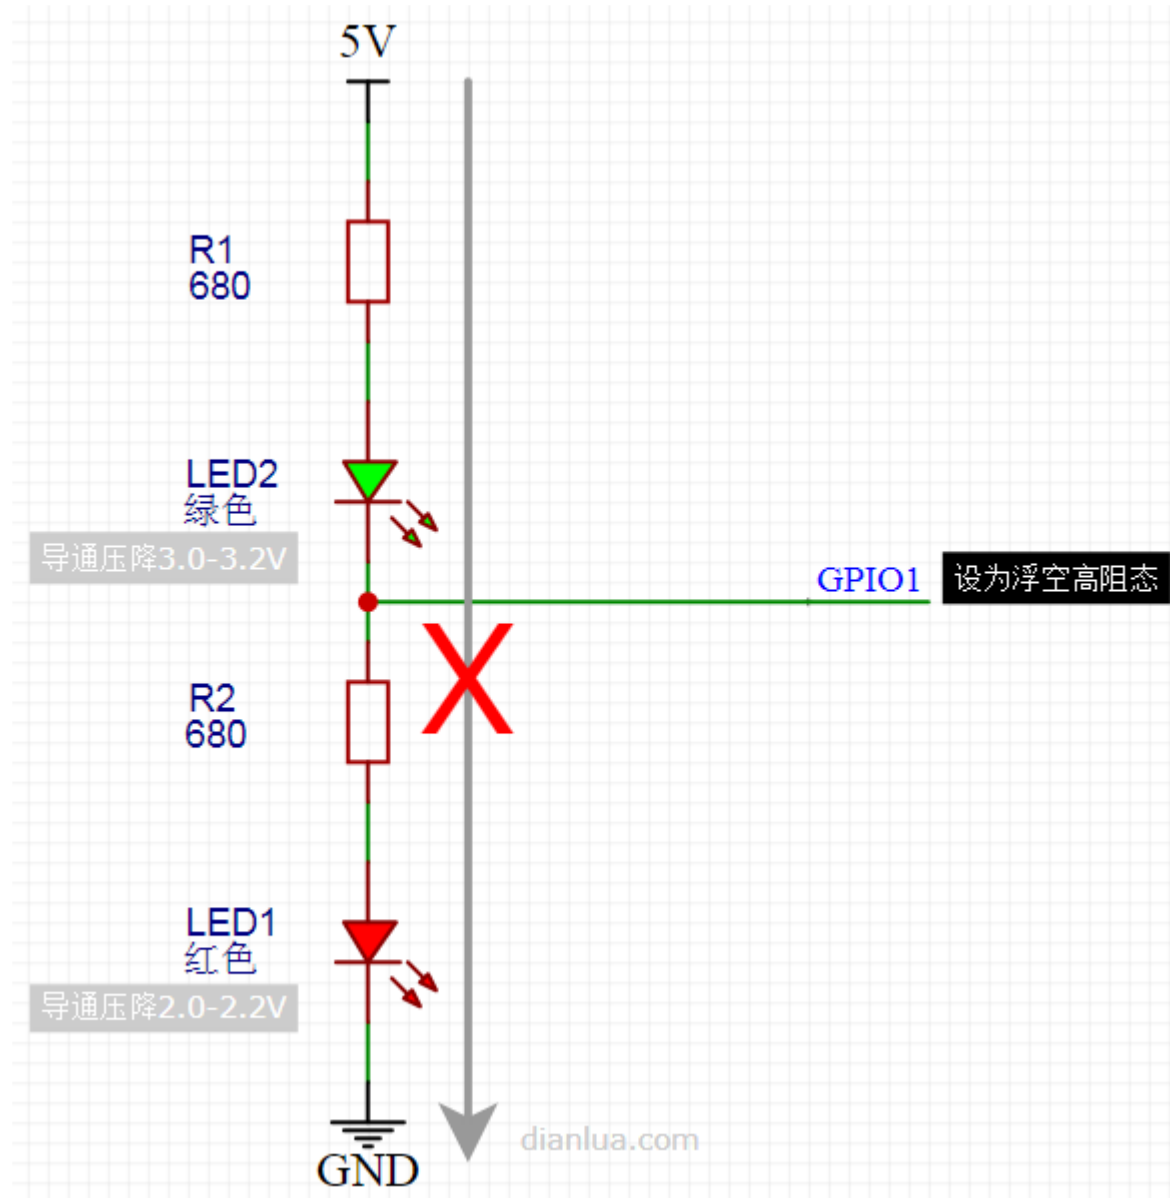 5V
R1
680
LED2
绿色
导通压降3.0-3.2V
GPIO1
设为浮空高阻态
X
R2
680
LED1
红色
导通压降2.0-2.2V
dianlua.com
GND